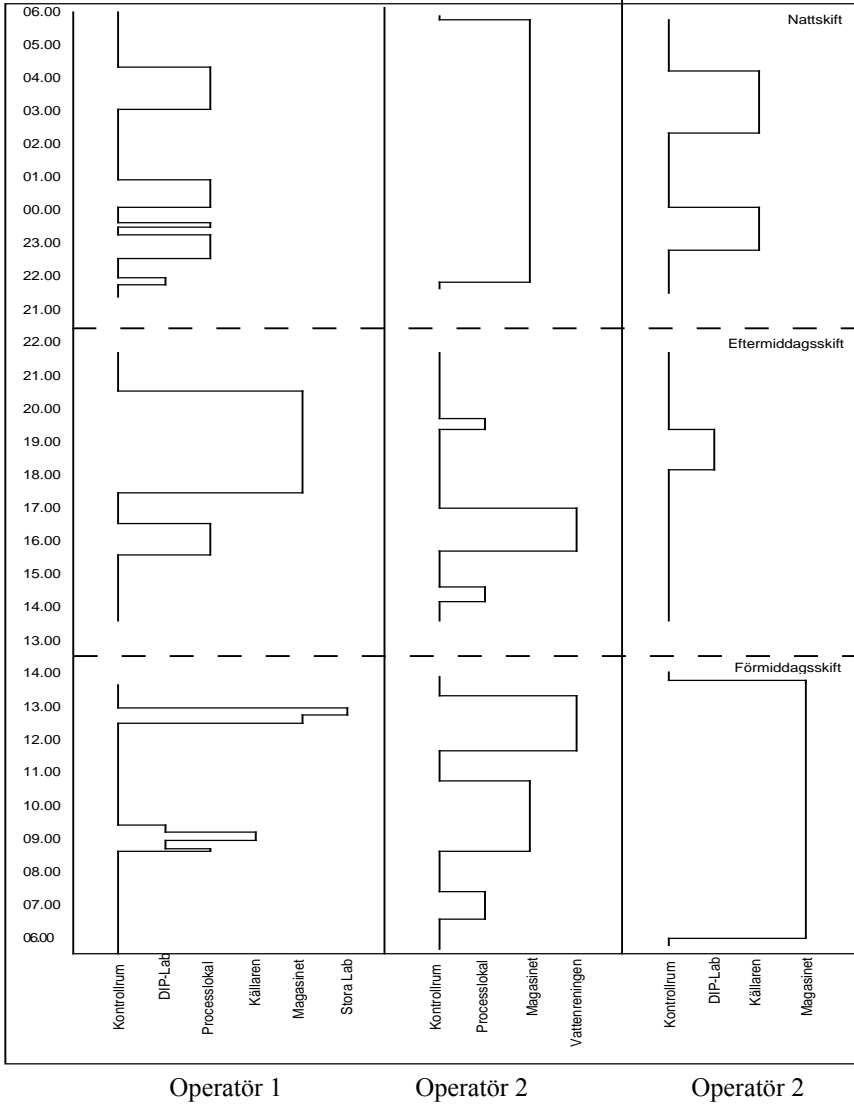 06.00
Nattskift
05.00
04.00
03.00
02.00
01.00
00.00
23.00
22.00
21.00
22.00
Eftermiddagsskift
21.00
20.00
19.00
18.00
17.00
16.00
15.00
14.00
13.00
Förmiddagsskift
14.00
13.00
12.00
11.00
10.00
09.00
08.00
07.00
06.00
Kontrollrum
DIP-Lab
Processlokal
Källaren
Magasinet
Stora Lab
Kontrollrum
Processlokal
Magasinet
Vattenreningen
Kontrollrum
DIP-Lab
Källaren
Magasinet
Operatör 1
Operatör 2
Operatör 2